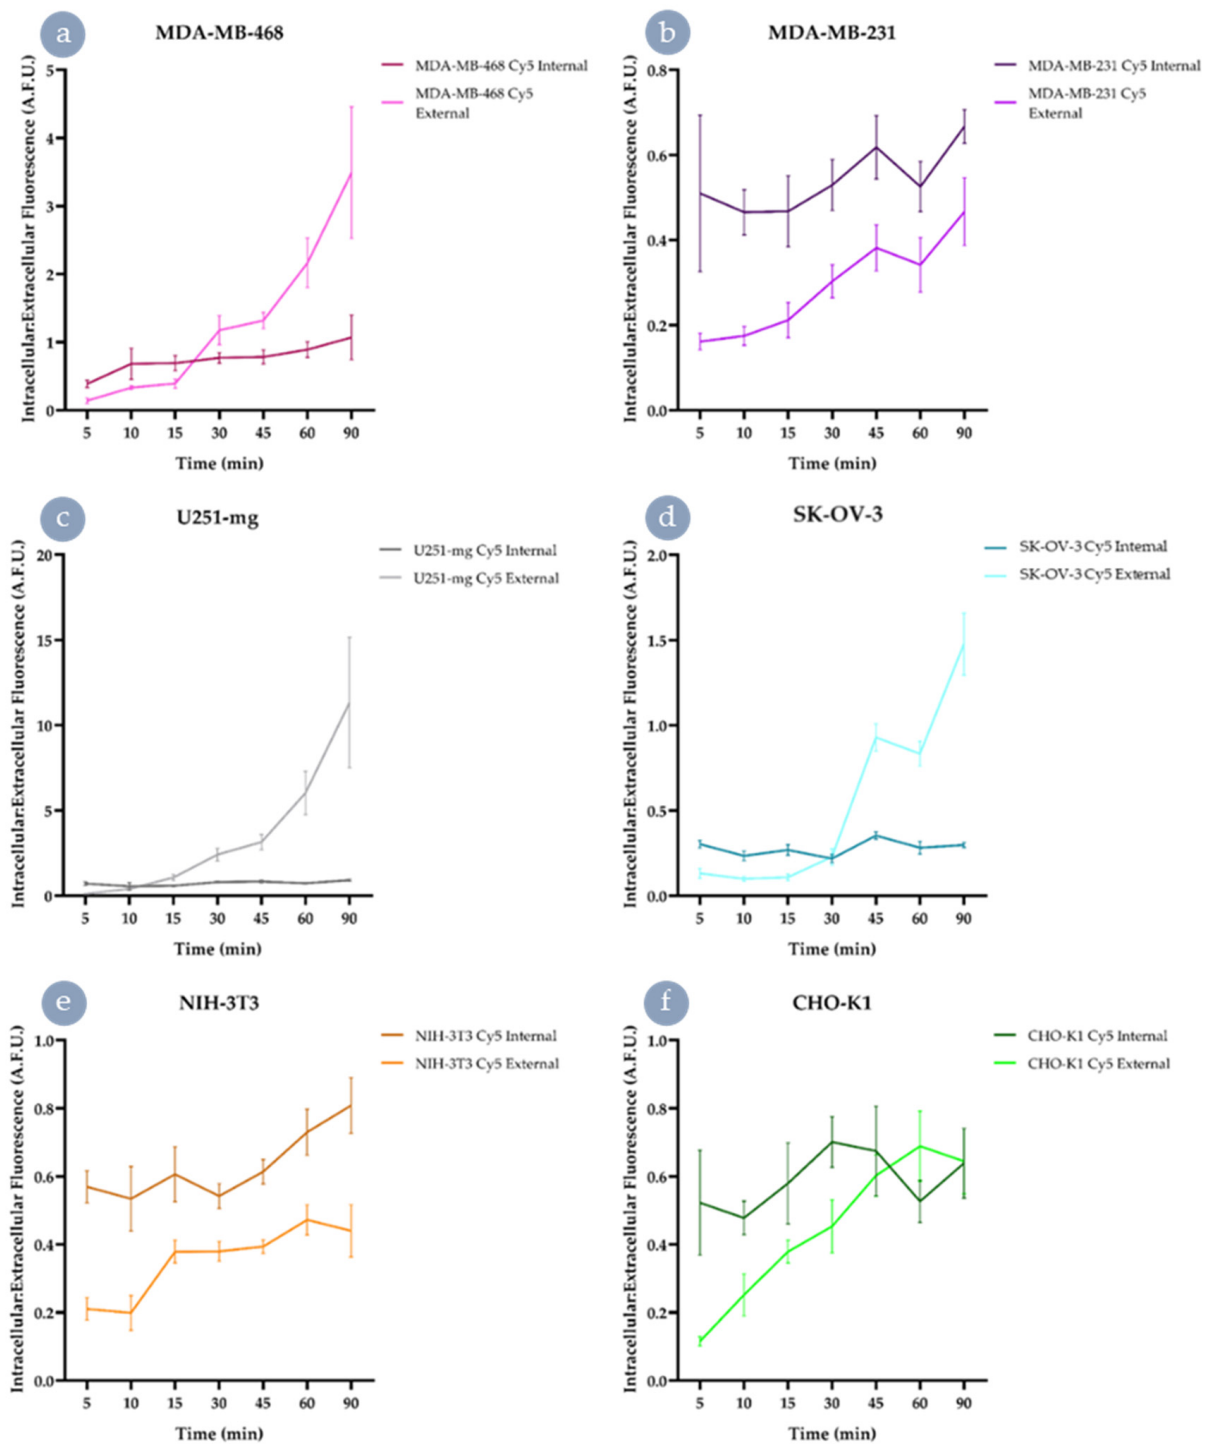 a
MDA-MB-468
Intracellular:Extracellular Fluorescence (A.F.U.)
5
4
3
2
1
0
5 10 15 30 45 60 90
Time (min)
MDA-MB-468 Cy5 Internal
MDA-MB-468 Cy5
External
b
MDA-MB-231
Intracellular:Extracellular Fluorescence (A.F.U.)
0.8
0.6
0.4
0.2
0.0
5 10 15 30 45 60 90
Time (min)
MDA-MB-231 Cy5 Internal
MDA-MB-231 Cy5
External
c
U251-mg
Intracellular:Extracellular Fluorescence (A.F.U.)
20
15
10
5
0
5 10 15 30 45 60 90
Time (min)
U251-mg Cy5 Internal
U251-mg Cy5 External
d
SK-OV-3
Intracellular:Extracellular Fluorescence (A.F.U.)
2.0
1.5
1.0
0.5
0.0
5 10 15 30 45 60 90
Time (min)
SK-OV-3 Cy5 Internal
SK-OV-3 Cy5 External
e
NIH-3T3
Intracellular:Extracellular Fluorescence (A.F.U.)
1.0
0.8
0.6
0.4
0.2
0.0
5 10 15 30 45 60 90
Time (min)
NIH-3T3 Cy5 Internal
NIH-3T3 Cy5 External
f
CHO-K1
Intracellular:Extracellular Fluorescence (A.F.U.)
1.0
0.8
0.6
0.4
0.2
0.0
5 10 15 30 45 60 90
Time (min)
CHO-K1 Cy5 Internal
CHO-K1 Cy5 External